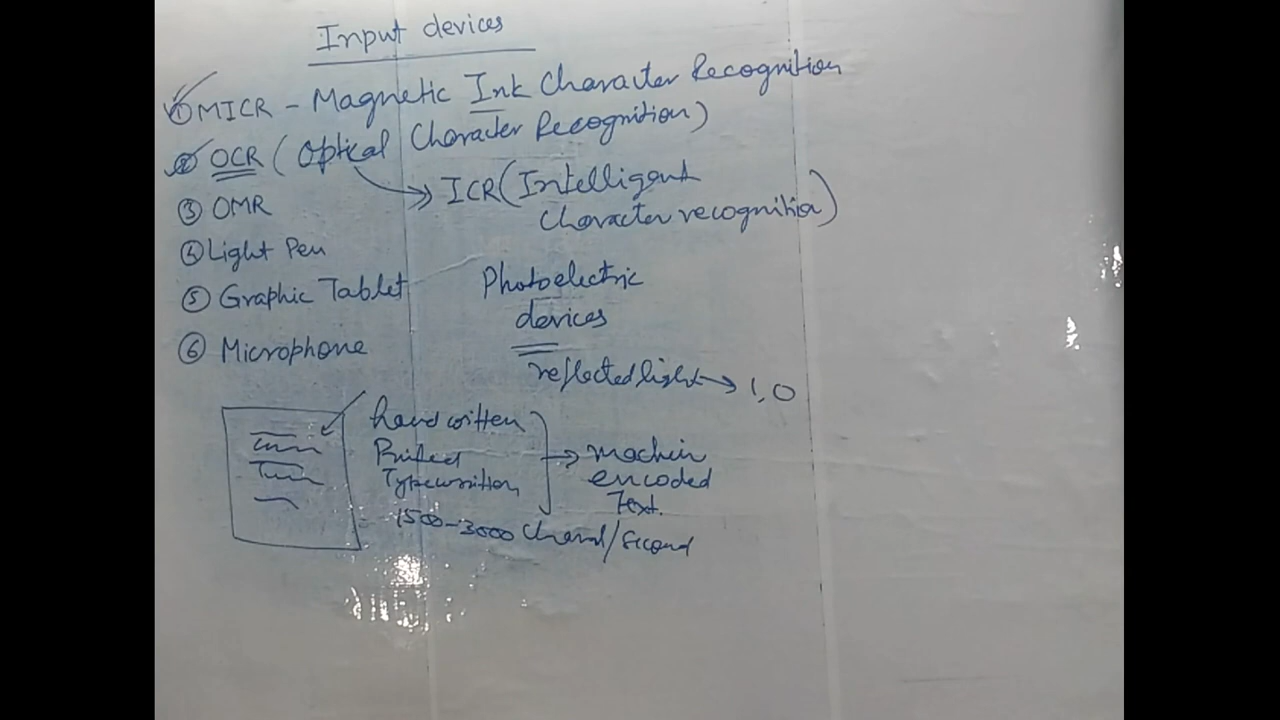 Input devices
① MICR - Magnetic Ink Character Recognition
② OCR (Optical Character Recognition)
→ ICR (Intelligent
Character recognition)
③ OMR
④ Light Pen
⑤ Graphic Tablet
⑥ Microphone
Photoelectric
devices
reflected light → 1, 0
hand written
Printed
Typewritten
→ machin
encoded
Text.
1500-3000 /second